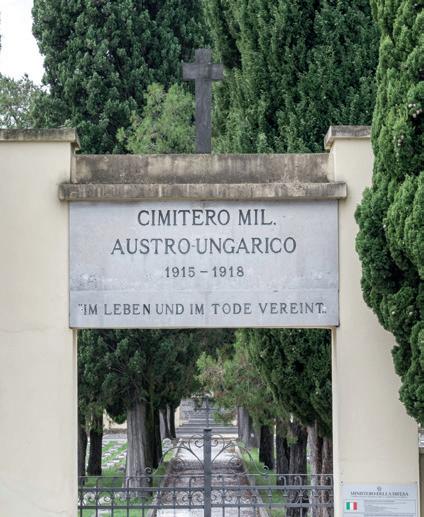 CIMITERO MIL.
AUSTRO-UNGARICO
1915 - 1918
"IM LEBEN UND IM TODE VEREINT"
MINISTERO DELLA DIFESA